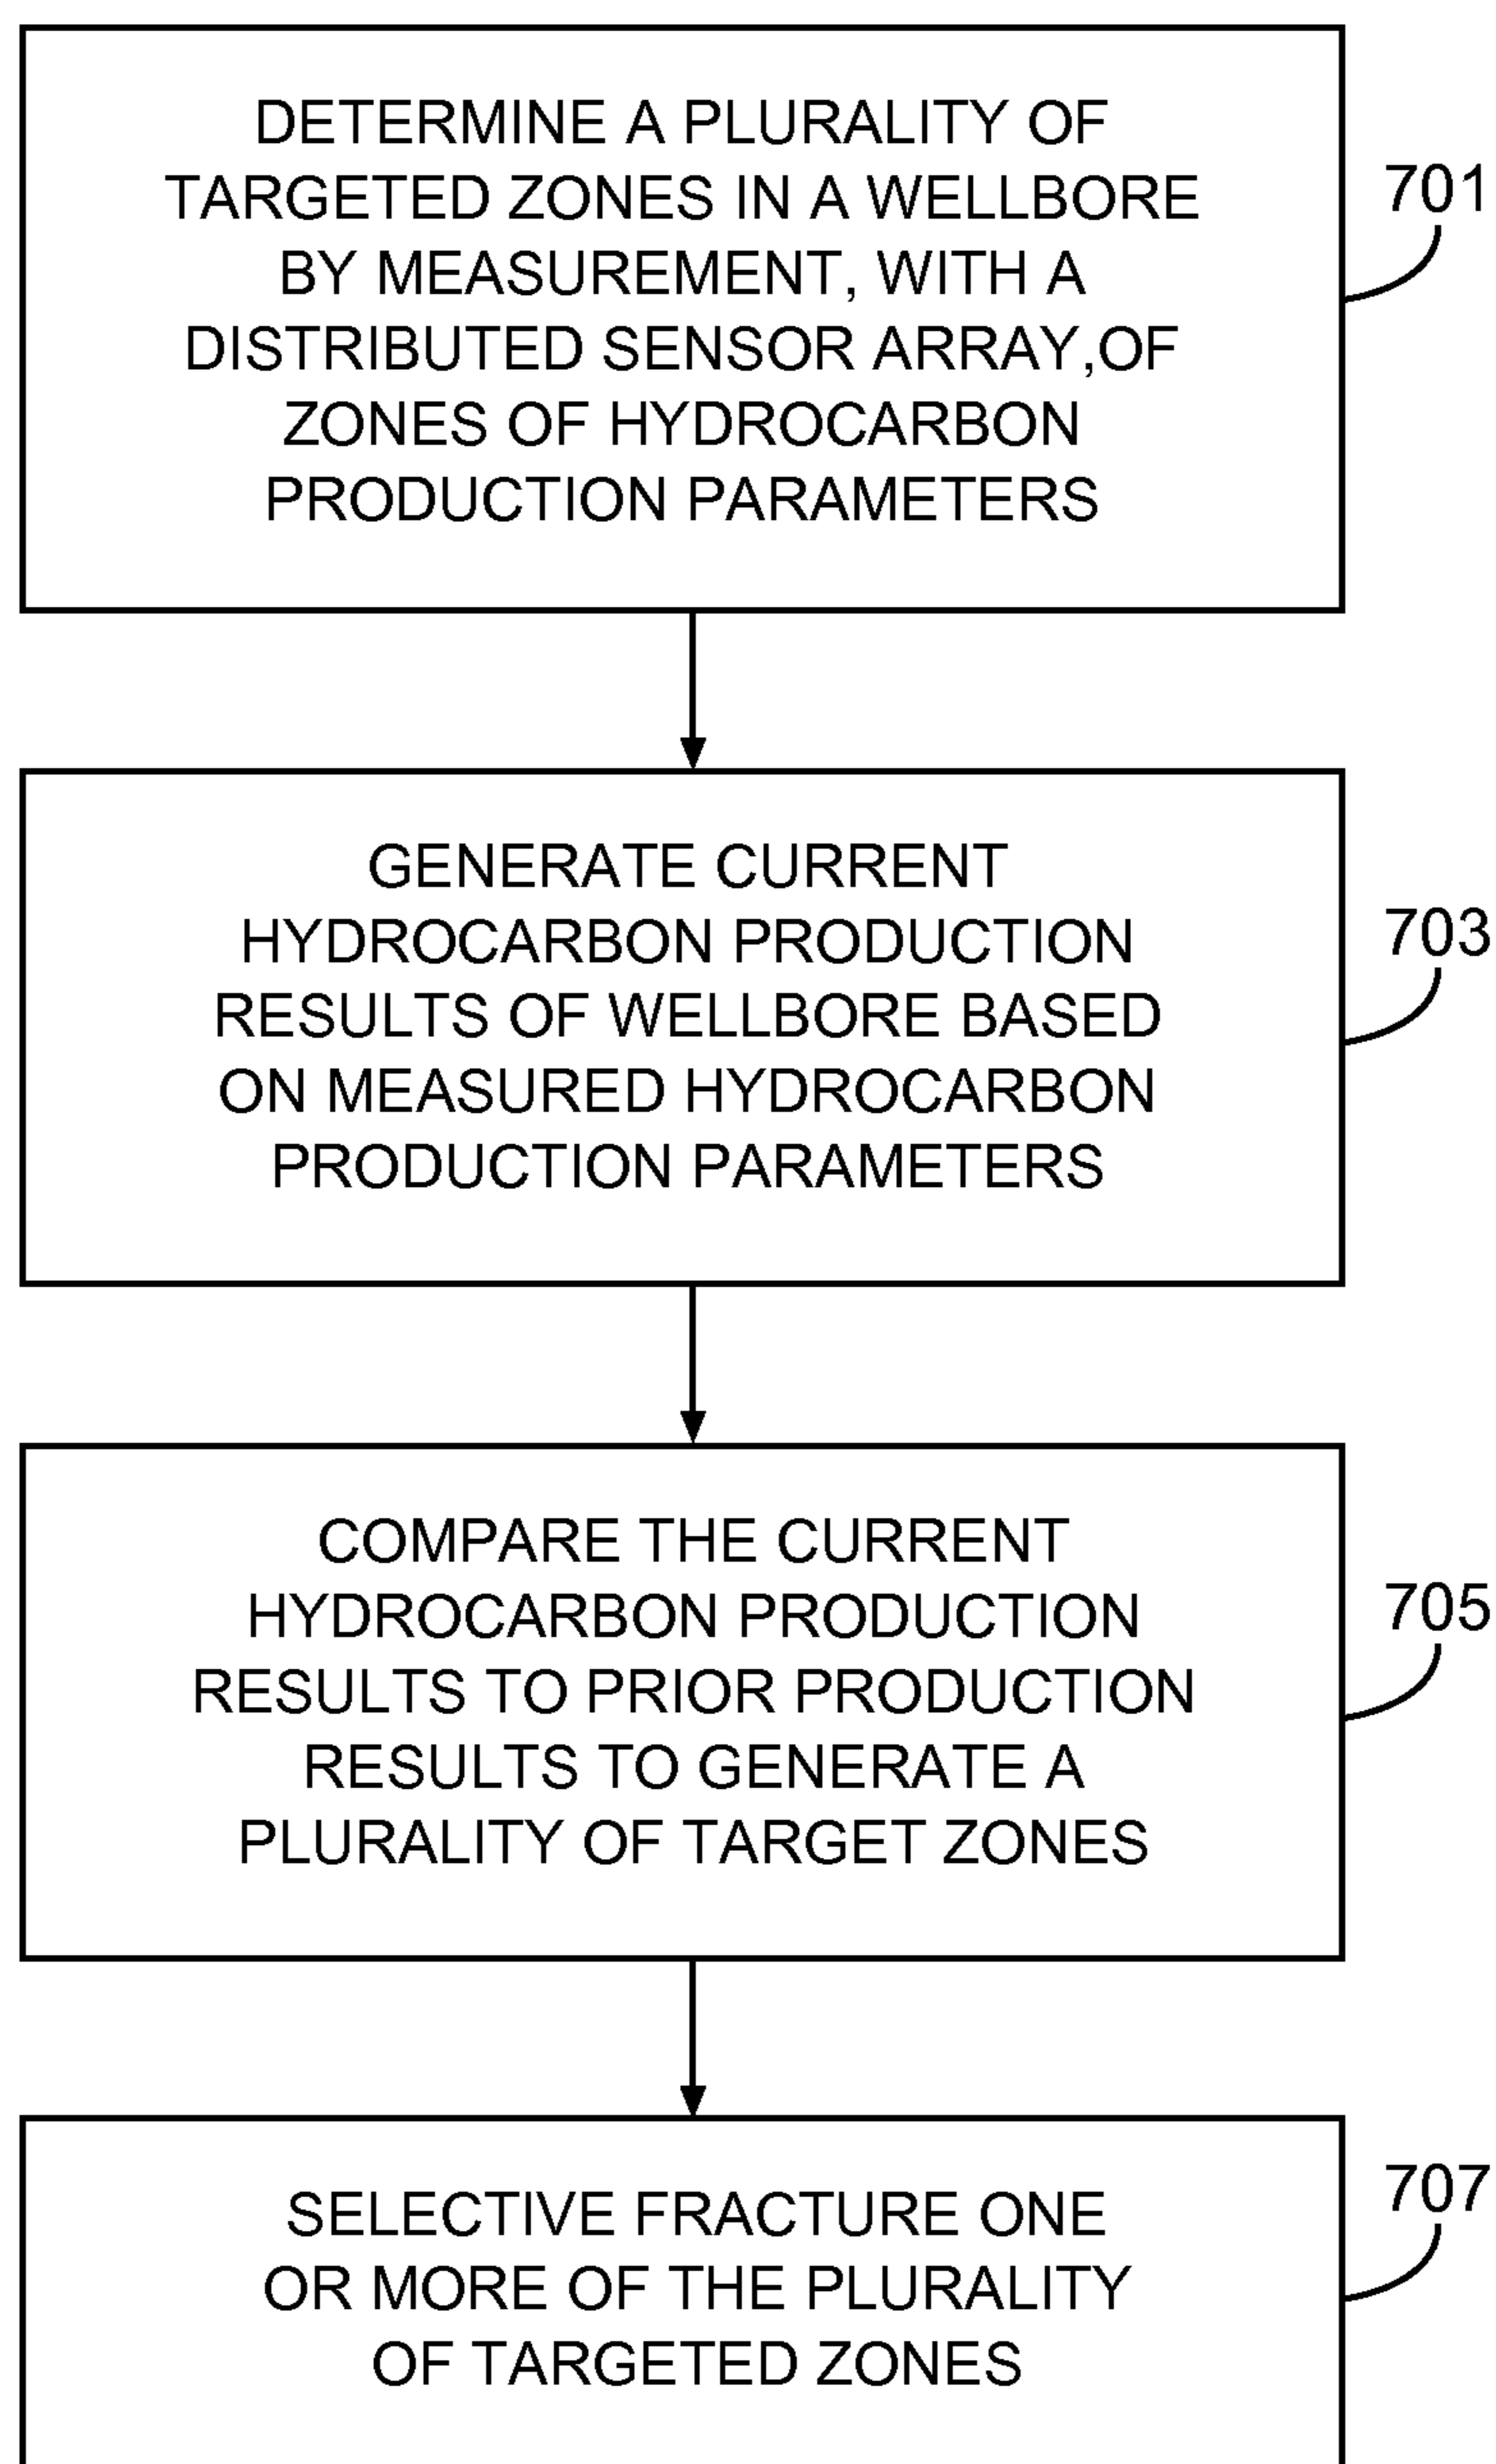 DETERMINE A PLURALITY OF
TARGETED ZONES IN A WELLBORE
BY MEASUREMENT, WITH A
DISTRIBUTED SENSOR ARRAY,OF
ZONES OF HYDROCARBON
PRODUCTION PARAMETERS
701
GENERATE CURRENT
HYDROCARBON PRODUCTION
RESULTS OF WELLBORE BASED
ON MEASURED HYDROCARBON
PRODUCTION PARAMETERS
703
COMPARE THE CURRENT
HYDROCARBON PRODUCTION
RESULTS TO PRIOR PRODUCTION
RESULTS TO GENERATE A
PLURALITY OF TARGET ZONES
705
SELECTIVE FRACTURE ONE
OR MORE OF THE PLURALITY
OF TARGETED ZONES
707